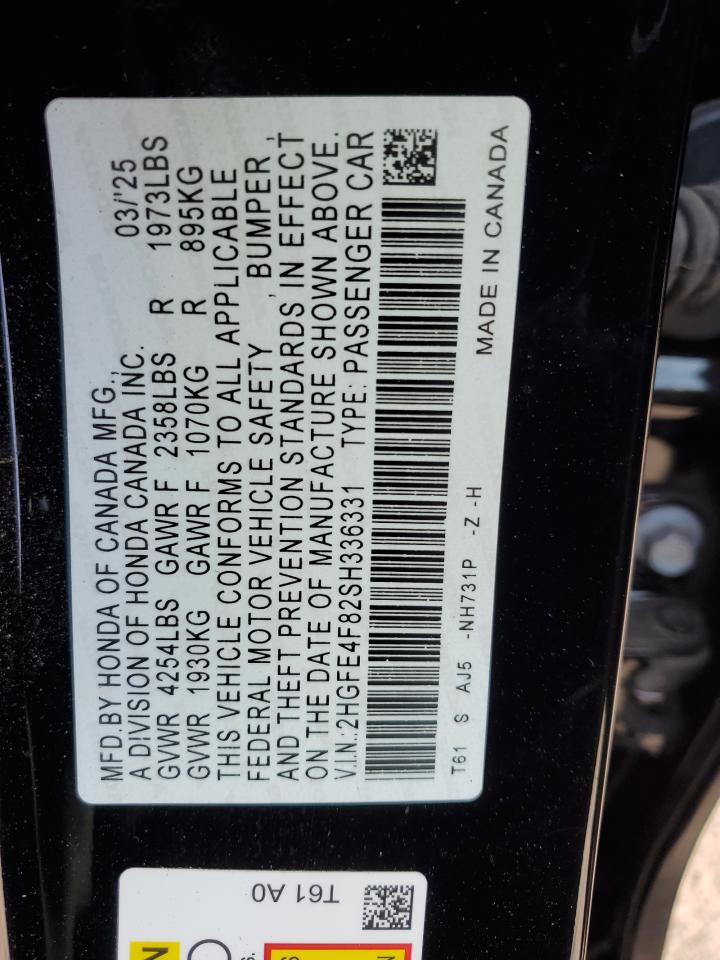 MFD.BY HONDA OF CANADA MFG.,
A DIVISION OF HONDA CANADA INC. 03/'25
GVWR 4254LBS GAWR F 2358LBS R 1973LBS
GVWR 1930KG GAWR F 1070KG R 895KG
THIS VEHICLE CONFORMS TO ALL APPLICABLE
FEDERAL MOTOR VEHICLE SAFETY , BUMPER ,
AND THEFT PREVENTION STANDARDS IN EFFECT
ON THE DATE OF MANUFACTURE SHOWN ABOVE.
V.I.N.:2HGFE4F82SH336331 TYPE: PASSENGER CAR
T61 S AJ5 -NH731P -Z -H
MADE IN CANADA
T61 A0